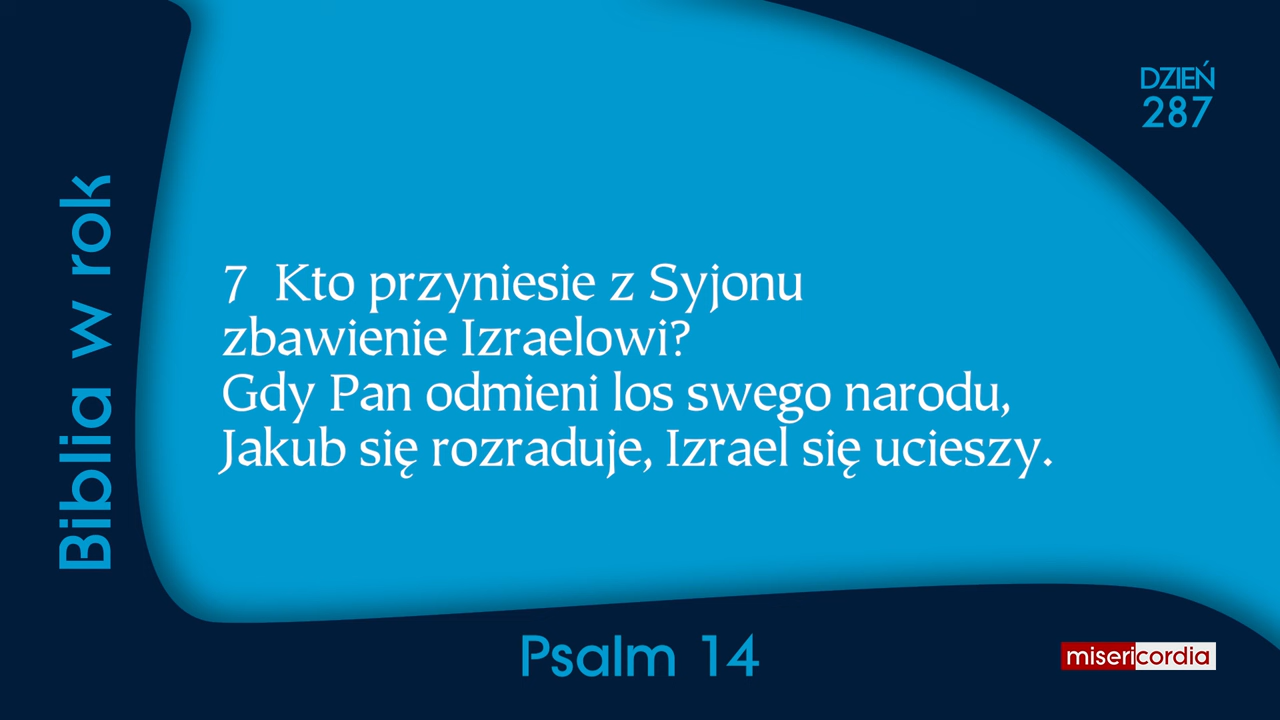 DZIEŃ
287
Biblia w rok
7 Kto przyniesie z Syjonu
zbawienie Izraelowi?
Gdy Pan odmieni los swego narodu,
Jakub się rozraduje, Izrael się ucieszy.
Psalm 14
misericordia